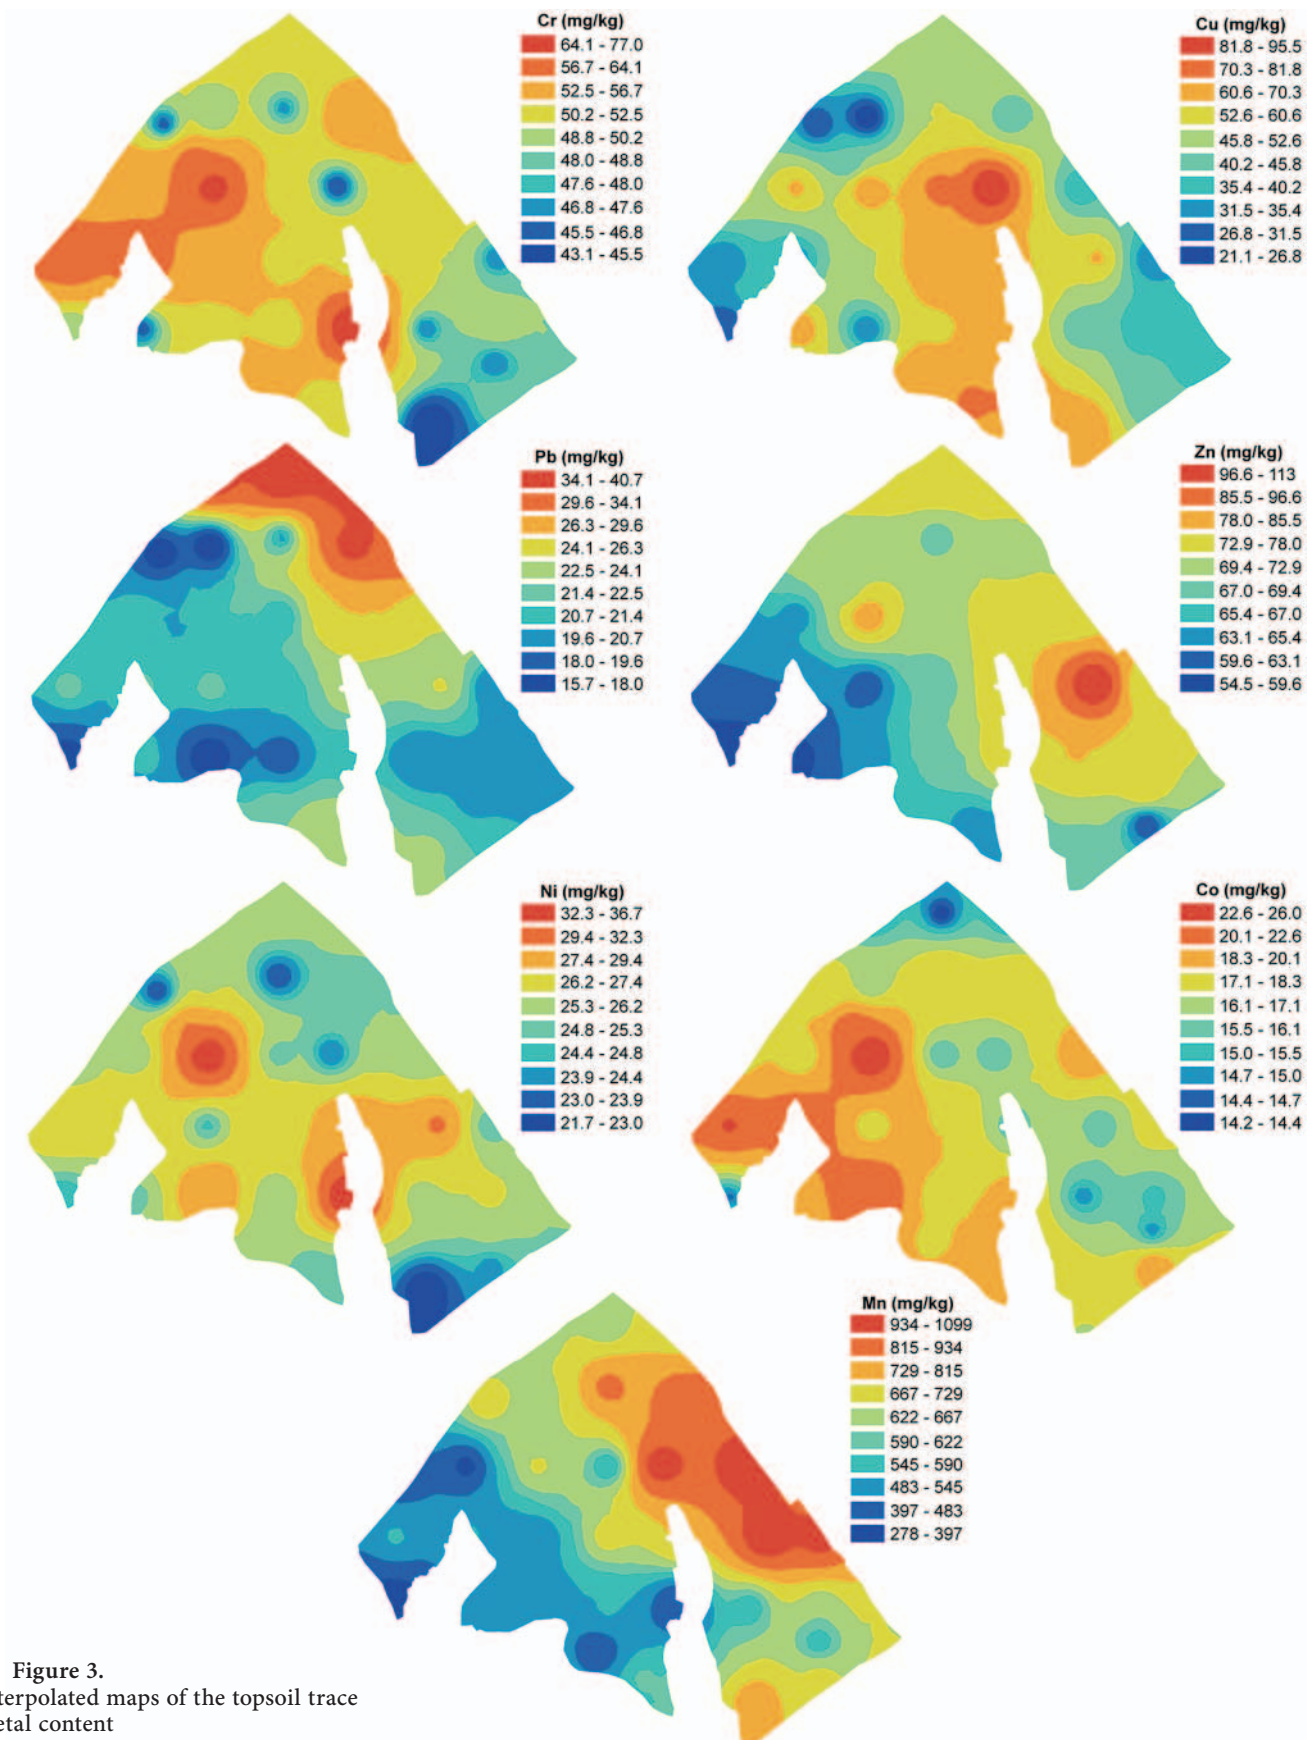 Cr (mg/kg)
64.1 - 77.0
56.7 - 64.1
52.5 - 56.7
50.2 - 52.5
48.8 - 50.2
48.0 - 48.8
47.6 - 48.0
46.8 - 47.6
45.5 - 46.8
43.1 - 45.5
Cu (mg/kg)
81.8 - 95.5
70.3 - 81.8
60.6 - 70.3
52.6 - 60.6
45.8 - 52.6
40.2 - 45.8
35.4 - 40.2
31.5 - 35.4
26.8 - 31.5
21.1 - 26.8
Pb (mg/kg)
34.1 - 40.7
29.6 - 34.1
26.3 - 29.6
24.1 - 26.3
22.5 - 24.1
21.4 - 22.5
20.7 - 21.4
19.6 - 20.7
18.0 - 19.6
15.7 - 18.0
Zn (mg/kg)
96.6 - 113
85.5 - 96.6
78.0 - 85.5
72.9 - 78.0
69.4 - 72.9
67.0 - 69.4
65.4 - 67.0
63.1 - 65.4
59.6 - 63.1
54.5 - 59.6
Ni (mg/kg)
32.3 - 36.7
29.4 - 32.3
27.4 - 29.4
26.2 - 27.4
25.3 - 26.2
24.8 - 25.3
24.4 - 24.8
23.9 - 24.4
23.0 - 23.9
21.7 - 23.0
Co (mg/kg)
22.6 - 26.0
20.1 - 22.6
18.3 - 20.1
17.1 - 18.3
16.1 - 17.1
15.5 - 16.1
15.0 - 15.5
14.7 - 15.0
14.4 - 14.7
14.2 - 14.4
Mn (mg/kg)
934 - 1099
815 - 934
729 - 815
667 - 729
622 - 667
590 - 622
545 - 590
483 - 545
397 - 483
278 - 397
Figure 3.
terpolated maps of the topsoil trace
etal content